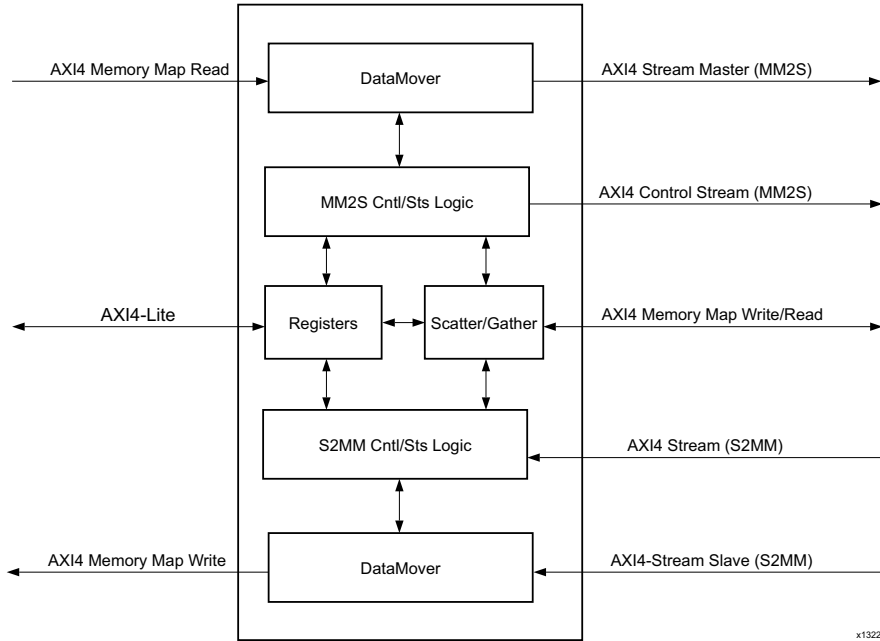 AXI4 Memory Map Read
DataMover
AXI4 Stream Master (MM2S)
MM2S Cntl/Sts Logic
AXI4 Control Stream (MM2S)
AXI4-Lite
Registers
Scatter/Gather
AXI4 Memory Map Write/Read
S2MM Cntl/Sts Logic
AXI4 Stream (S2MM)
AXI4 Memory Map Write
DataMover
AXI4-Stream Slave (S2MM)
x1322